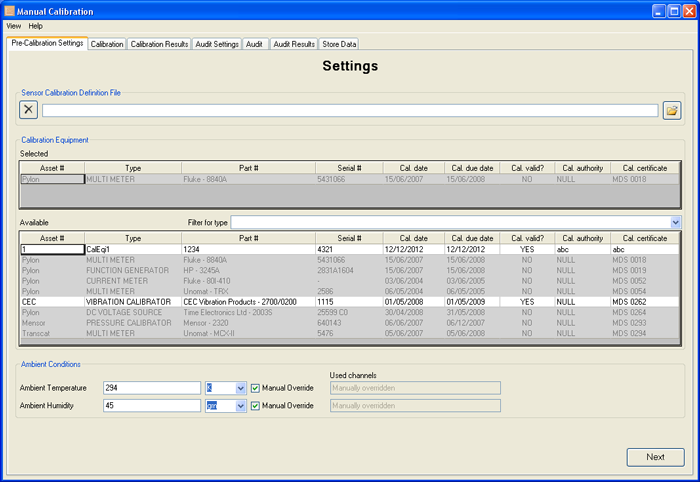 Manual Calibration
View Help
Pre-Calibration Settings Calibration Calibration Results Audit Settings Audit Audit Results Store Data
Settings
Sensor Calibration Definition File
Calibration Equipment
Selected
Asset # Type Part # Serial # Cal. date Cal. due date Cal. valid? Cal. authority Cal. certificate
Pylon MULTI METER Fluke - 8840A 5431066 15/06/2007 15/06/2008 NO NULL MDS 0018
Available Filter for type
Asset # Type Part # Serial # Cal. date Cal. due date Cal. valid? Cal. authority Cal. certificate
1 CalEqi1 1234 4321 12/12/2012 12/12/2012 YES abc abc
Pylon MULTI METER Fluke - 8840A 5431066 15/06/2007 15/06/2008 NO NULL MDS 0018
Pylon FUNCTION GENERATOR HP - 3245A 2831A1604 15/06/2007 15/06/2008 NO NULL MDS 0019
Pylon CURRENT METER Fluke - 80I-410 - 03/06/2004 03/06/2005 NO NULL MDS 0052
Pylon MULTI METER Unomat - TRX 2586 06/05/2004 06/05/2005 NO NULL MDS 0054
CEC VIBRATION CALIBRATOR CEC Vibration Products - 2700/0200 1115 01/05/2008 01/05/2009 YES NULL MDS 0262
Pylon DC VOLTAGE SOURCE Time Electronics Ltd - 2003S 25599 C0 30/04/2008 31/05/2008 NO NULL MDS 0264
Mensor PRESSURE CALIBRATOR Mensor - 2320 640143 06/06/2007 06/12/2007 NO NULL MDS 0293
Transcat MULTI METER Unomat - MCX-II 5476 05/06/2007 05/06/2008 NO NULL MDS 0294
Ambient Conditions
Used channels
Ambient Temperature 294 K Manual Override Manually overridden
Ambient Humidity 45 gm Manual Override Manually overridden
Next